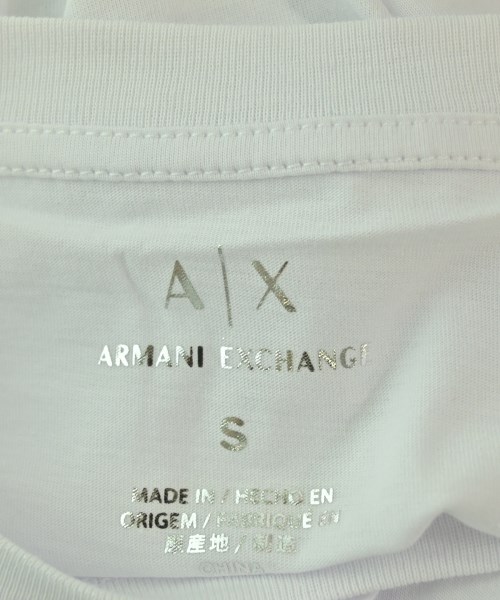 A|X
ARMANI EXCHANGE
S
MADE IN / HECHO EN
ORIGEM / FABRIQUE EN
原産地 / 制造
CHINA